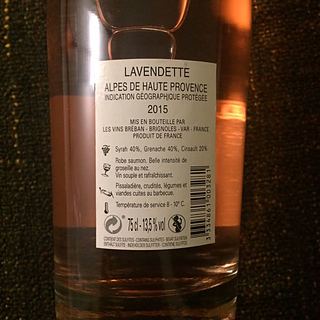 LAVENDETTE
ALPES DE HAUTE PROVENCE
INDICATION GÉOGRAPHIQUE PROTÉGÉE
2015
MIS EN BOUTEILLE PAR
LES VINS BRÉBAN - BRIGNOLES - VAR - FRANCE
PRODUIT DE FRANCE
Syrah 40%, Grenache 40%, Cinsault 20%.
Robe saumon. Belle intensité de
groseille au nez.
Vin souple et rafraîchissant.
Pissaladière, crudités, légumes et
viandes cuites au barbecue.
Température de service 8 - 10° C.
75 cl - 13,5 % vol